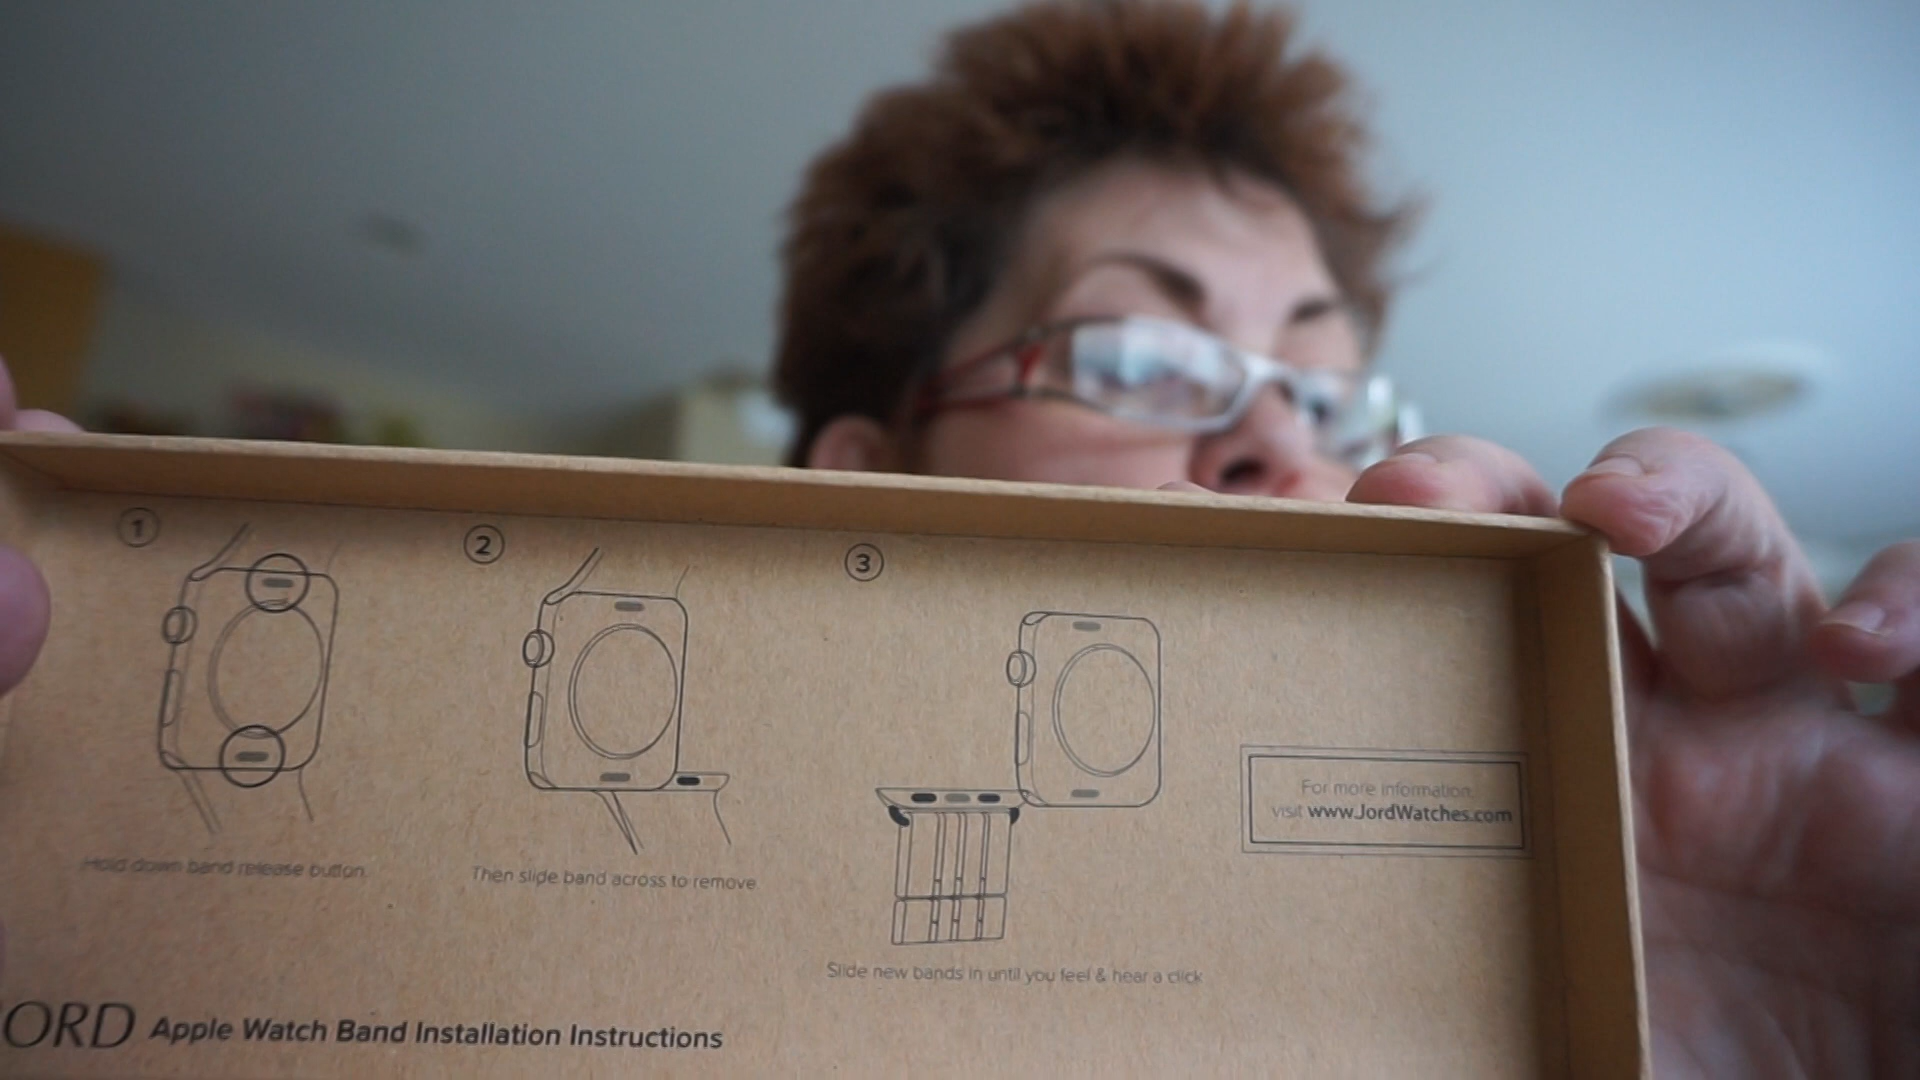 1
2
3
Hold down band release button.
Then slide band across to remove
Slide new bands in until you feel & hear a click
For more information,
visit www.JordWatches.com
ORD Apple Watch Band Installation Instructions